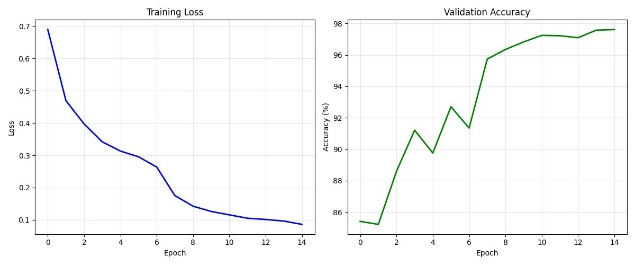 Training Loss
0.7
0.6
0.5
0.4
0.3
0.2
0.1
Loss
0 2 4 6 8 10 12 14
Epoch
Validation Accuracy
98
96
94
92
90
88
86
Accuracy (%)
0 2 4 6 8 10 12 14
Epoch